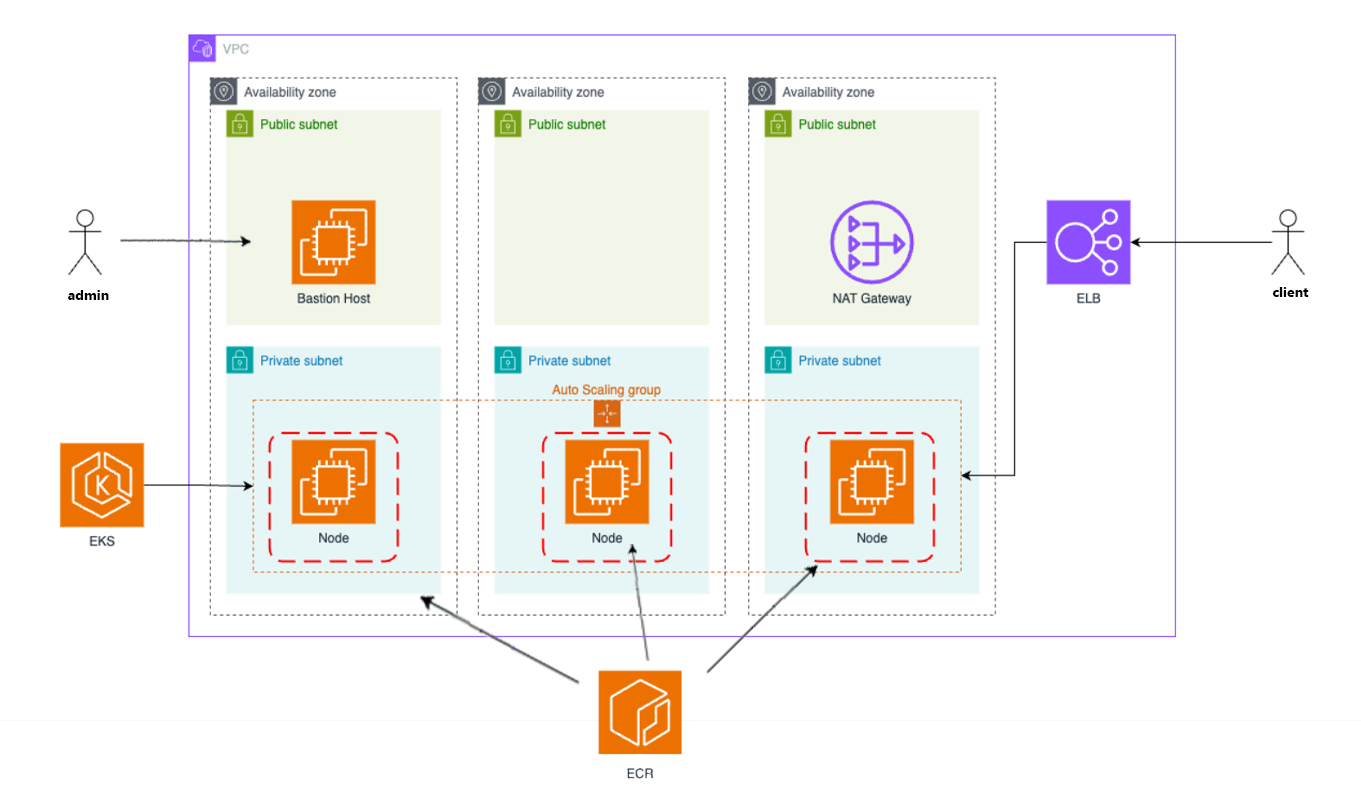 VPC
Availability zone
Availability zone
Availability zone
Public subnet
Public subnet
Public subnet
Bastion Host
NAT Gateway
ELB
admin
client
Private subnet
Private subnet
Private subnet
Auto Scaling group
K
EKS
Node
Node
Node
ECR